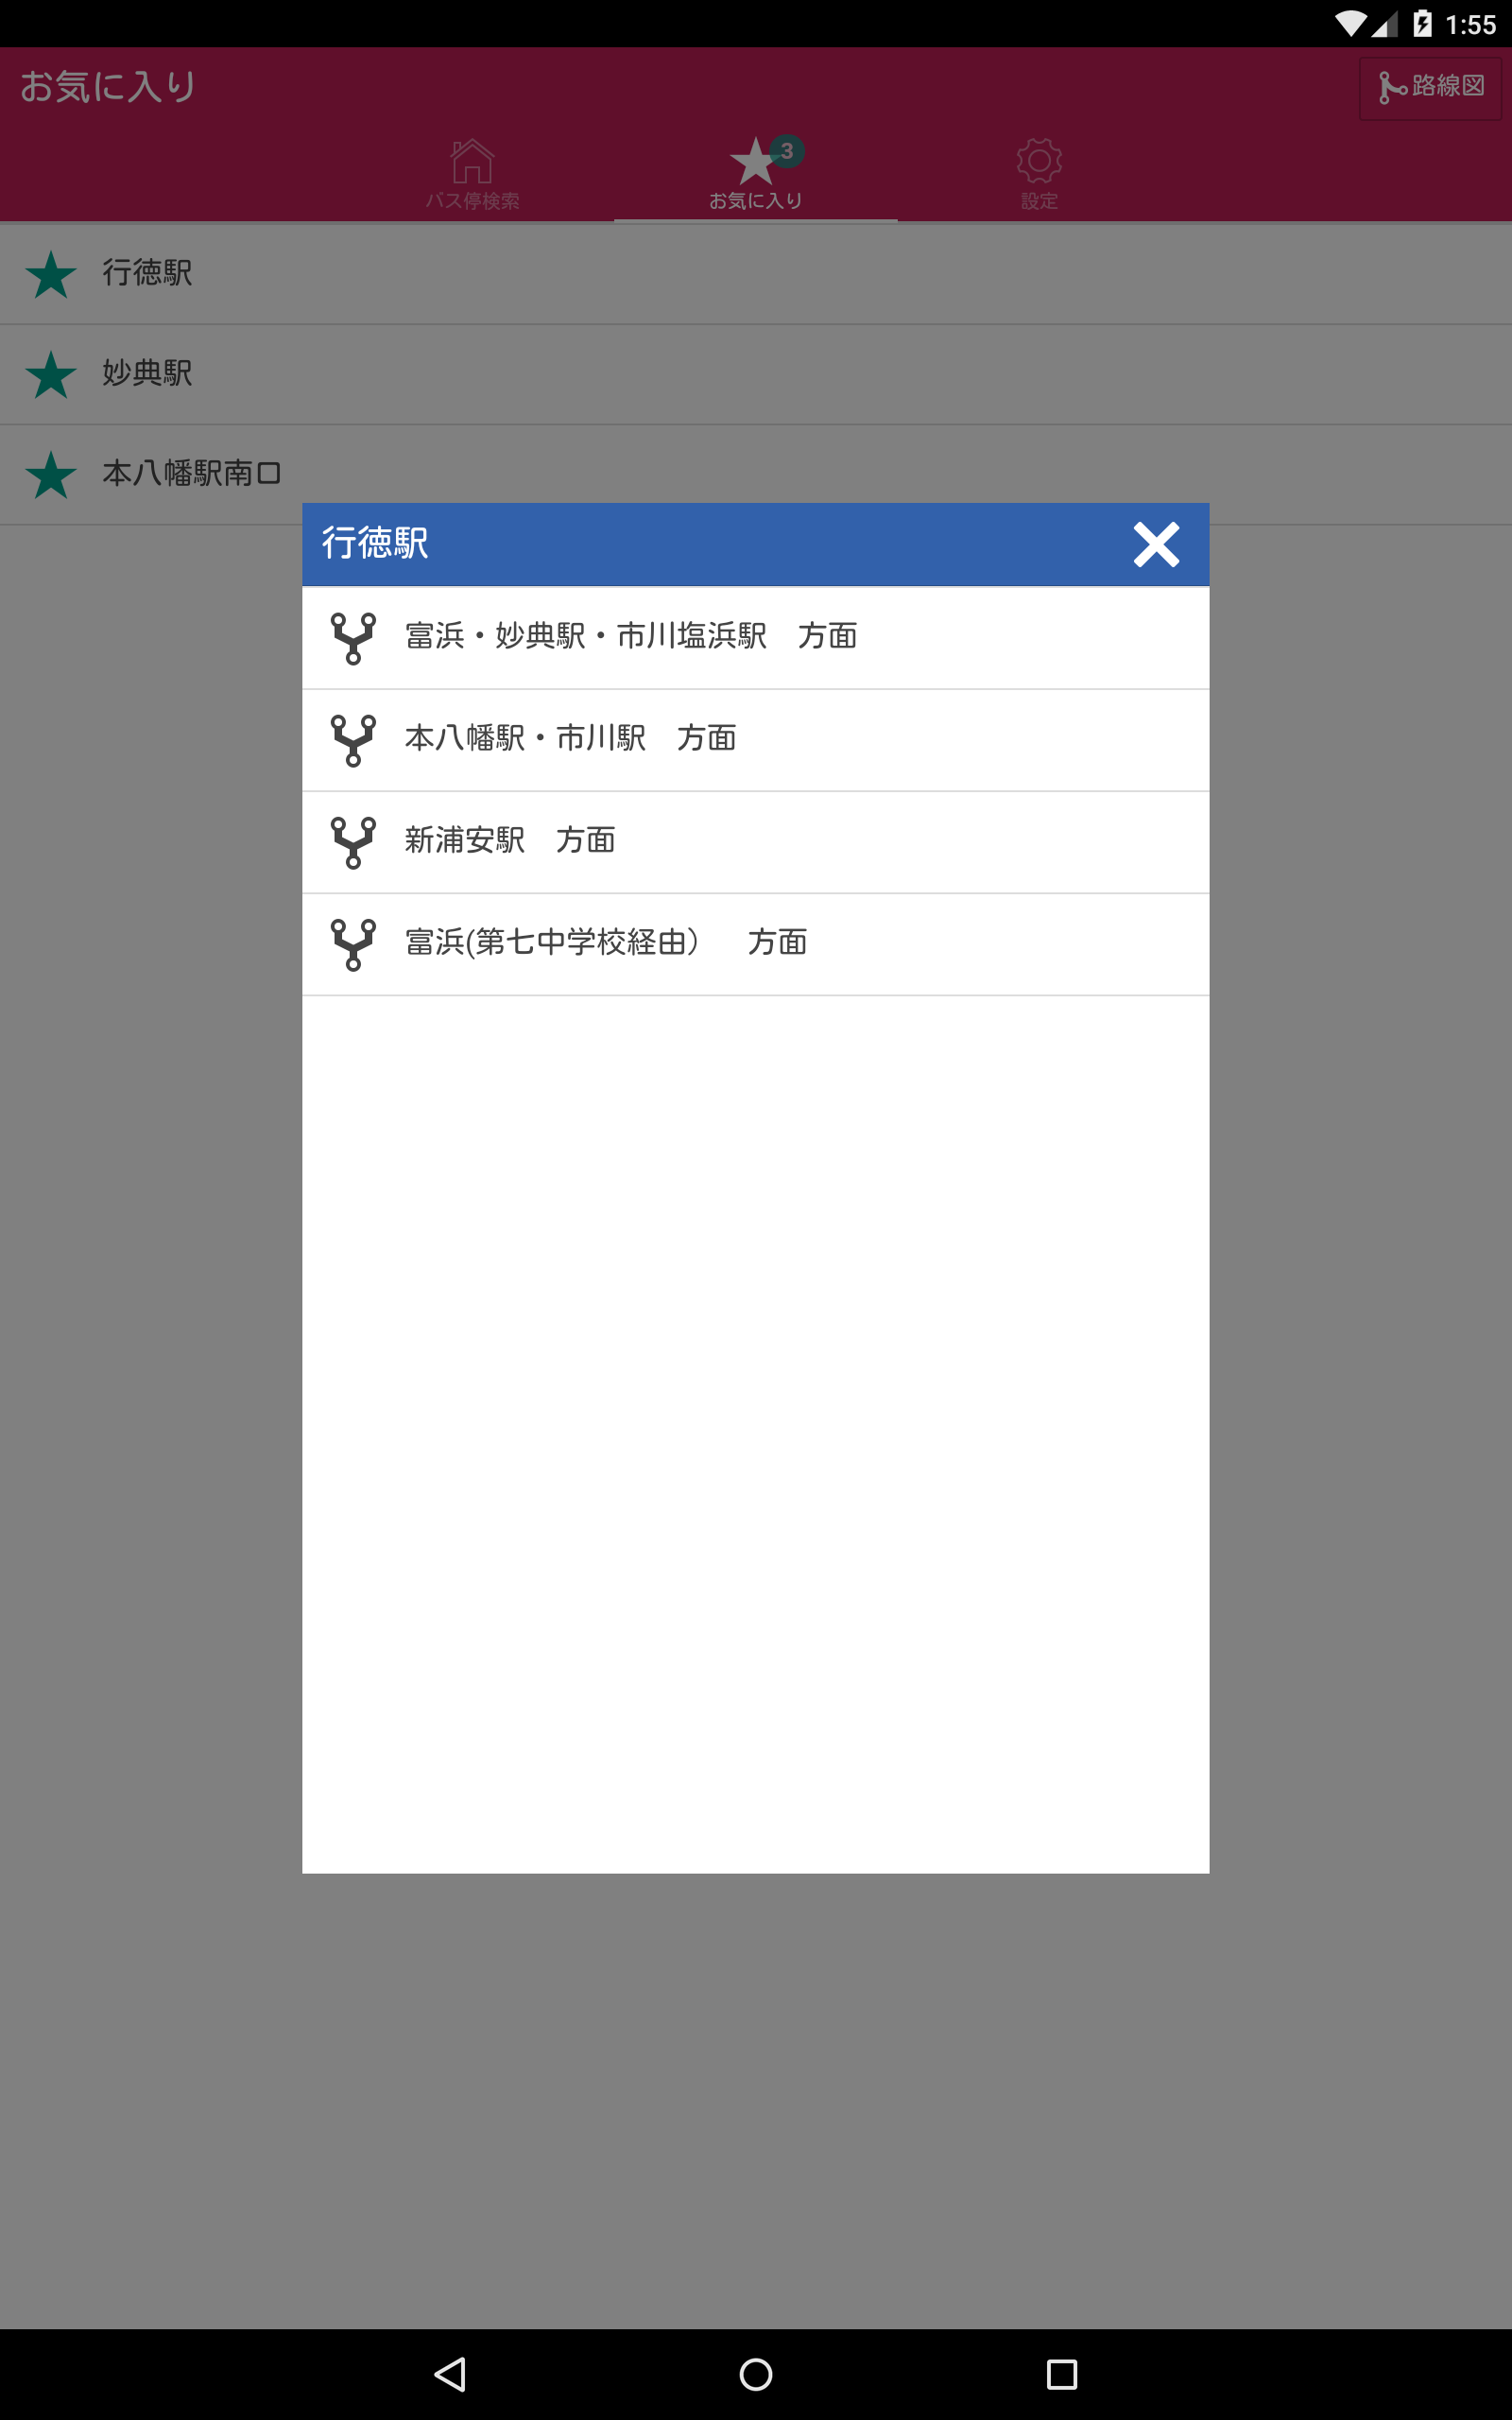 1:55
お気に入り
路線図
3
バス停検索
お気に入り
設定
行徳駅
妙典駅
本八幡駅南口
行徳駅
富浜・妙典駅・市川塩浜駅　方面
本八幡駅・市川駅　方面
新浦安駅　方面
富浜(第七中学校経由）　方面